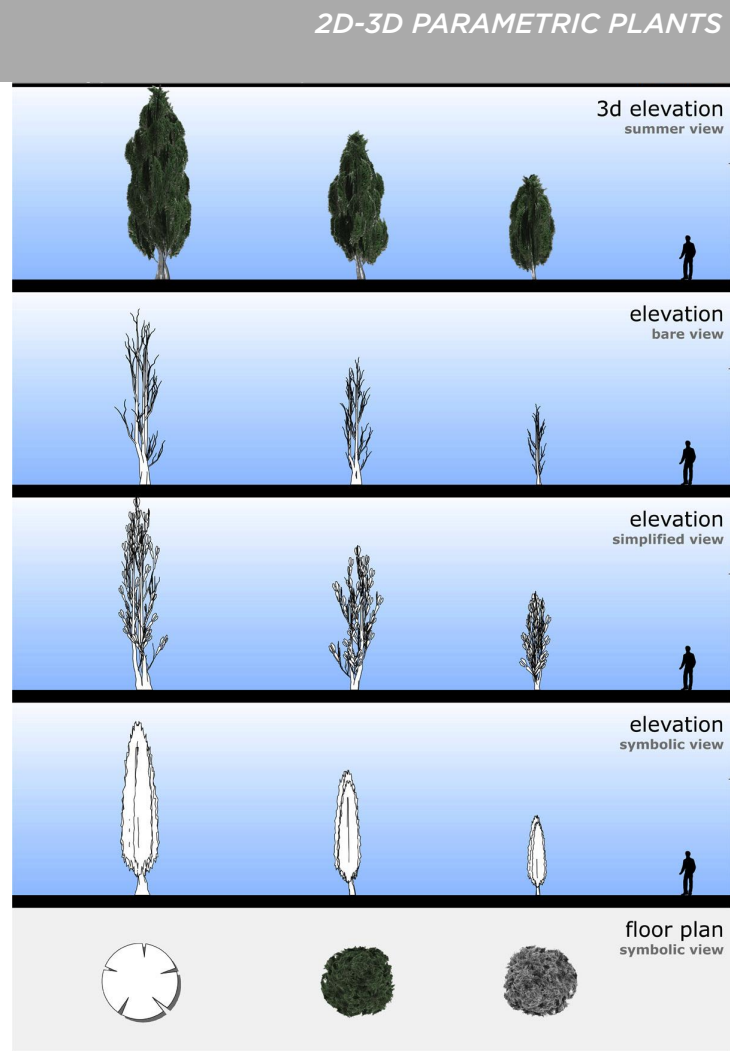 2D-3D PARAMETRIC PLANTS
3d elevation
summer view
elevation
bare view
elevation
simplified view
elevation
symbolic view
floor plan
symbolic view